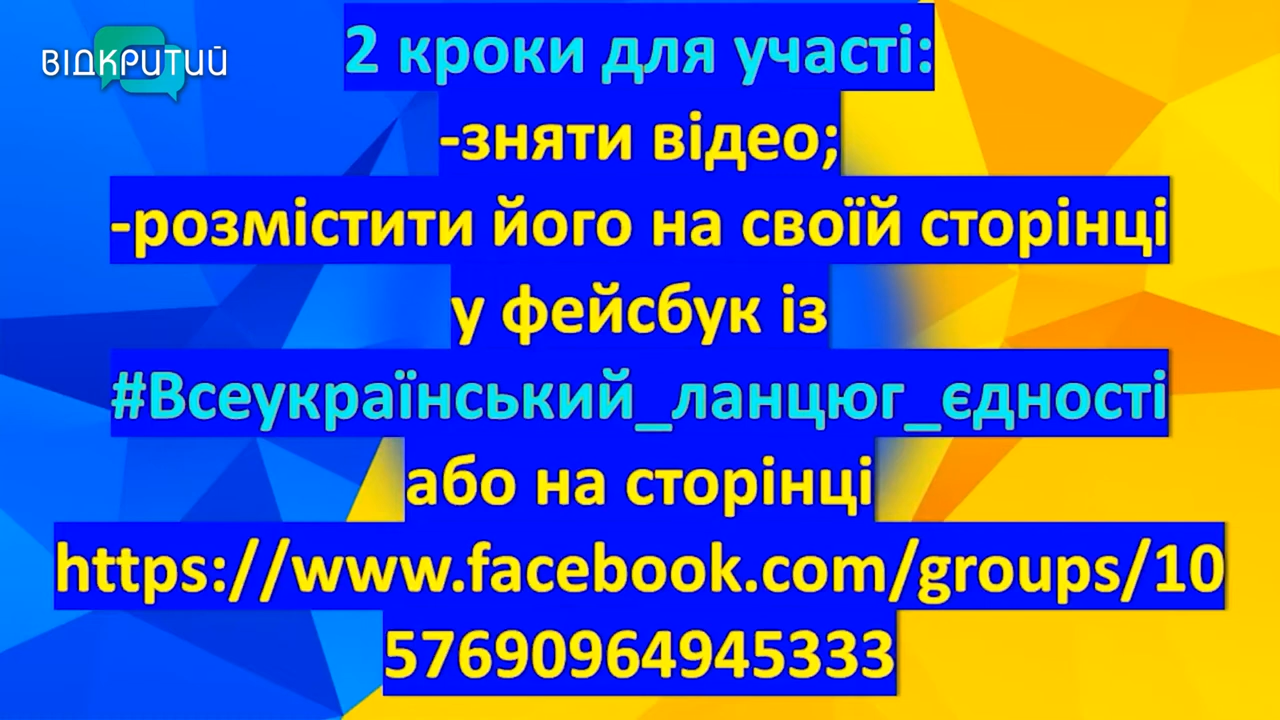 ВІДКРИТИЙ
2 кроки для участі:
-зняти відео;
-розмістити його на своїй сторінці
у фейсбук із
#Всеукраїнський_ланцюг_єдності
або на сторінці
https://www.facebook.com/groups/10
57690964945333